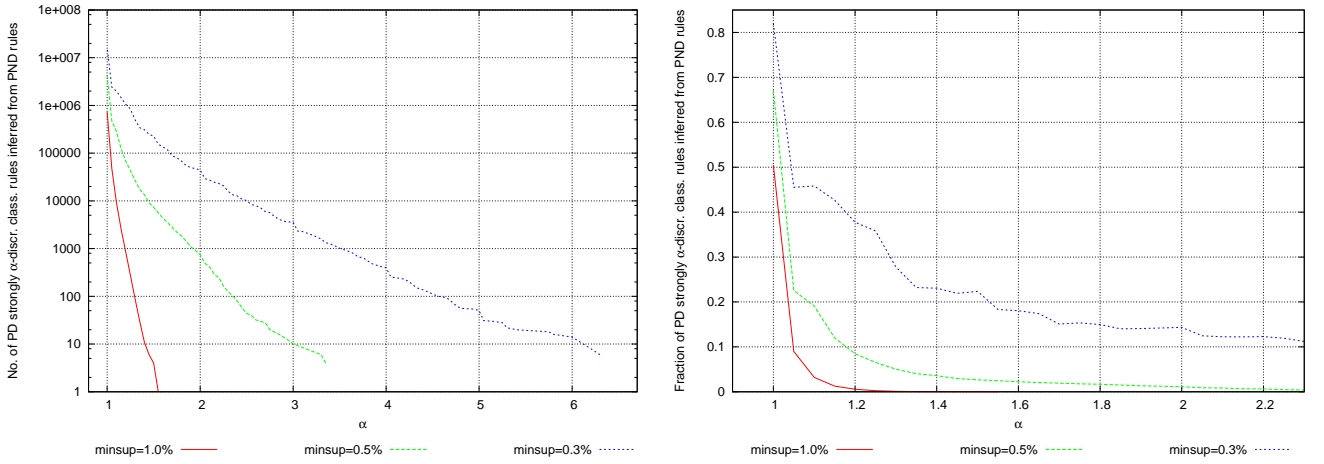 No. of PD strongly α-discr. class. rules inferred from PND rules
1e+008
1e+007
1e+006
100000
10000
1000
100
10
1
1 2 3 4 5 6
α
minsup=1.0% minsup=0.5% minsup=0.3%
Fraction of PD strongly α-discr. class. rules inferred from PND rules
0.8
0.7
0.6
0.5
0.4
0.3
0.2
0.1
0
1 1.2 1.4 1.6 1.8 2 2.2
α
minsup=1.0% minsup=0.5% minsup=0.3%